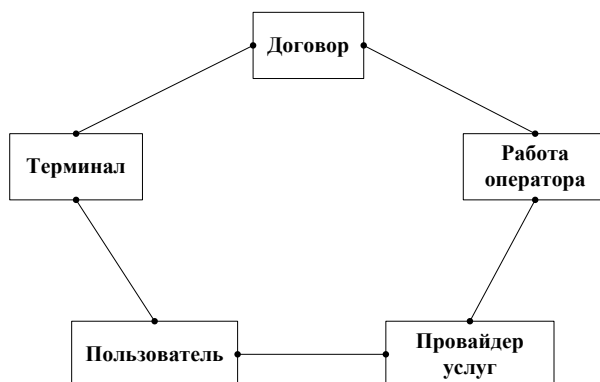 Договор
Терминал
Работа
оператора
Пользователь
Провайдер
услуг